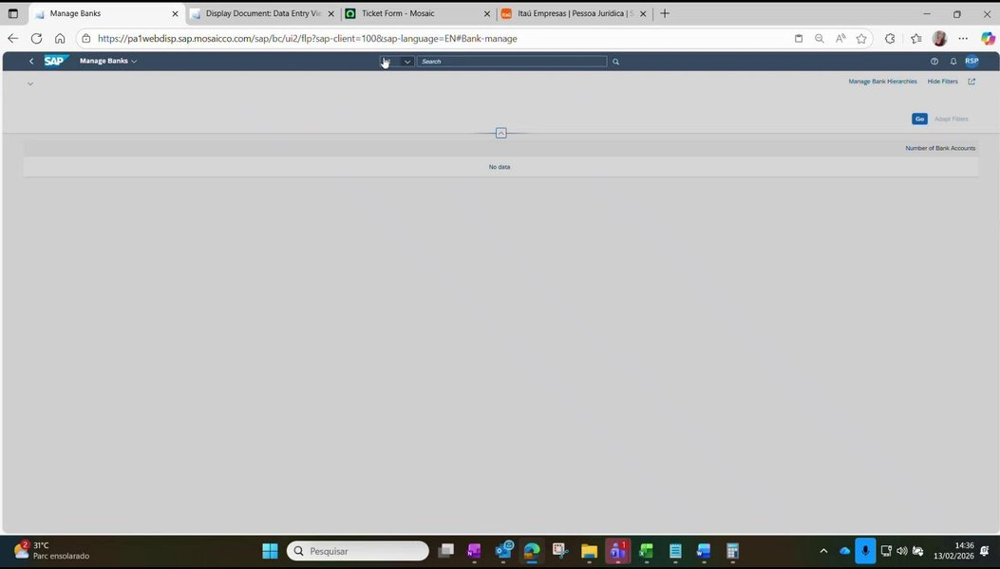 Manage Banks
Display Document: Data Entry Vie
Ticket Form - Mosaic
Itaú Empresas | Pessoa Jurídica | S
https://pa1webdisp.sap.mosaicco.com/sap/bc/ui2/flp?sap-client=100&sap-language=EN#Bank-manage
SAP
Manage Banks
Search
RSP
Manage Bank Hierarchies
Hide Filters
Go
Adapt Filters
Number of Bank Accounts
No data
2
31°C
Parc ensolarado
Pesquisar
1
14:36
13/02/2026